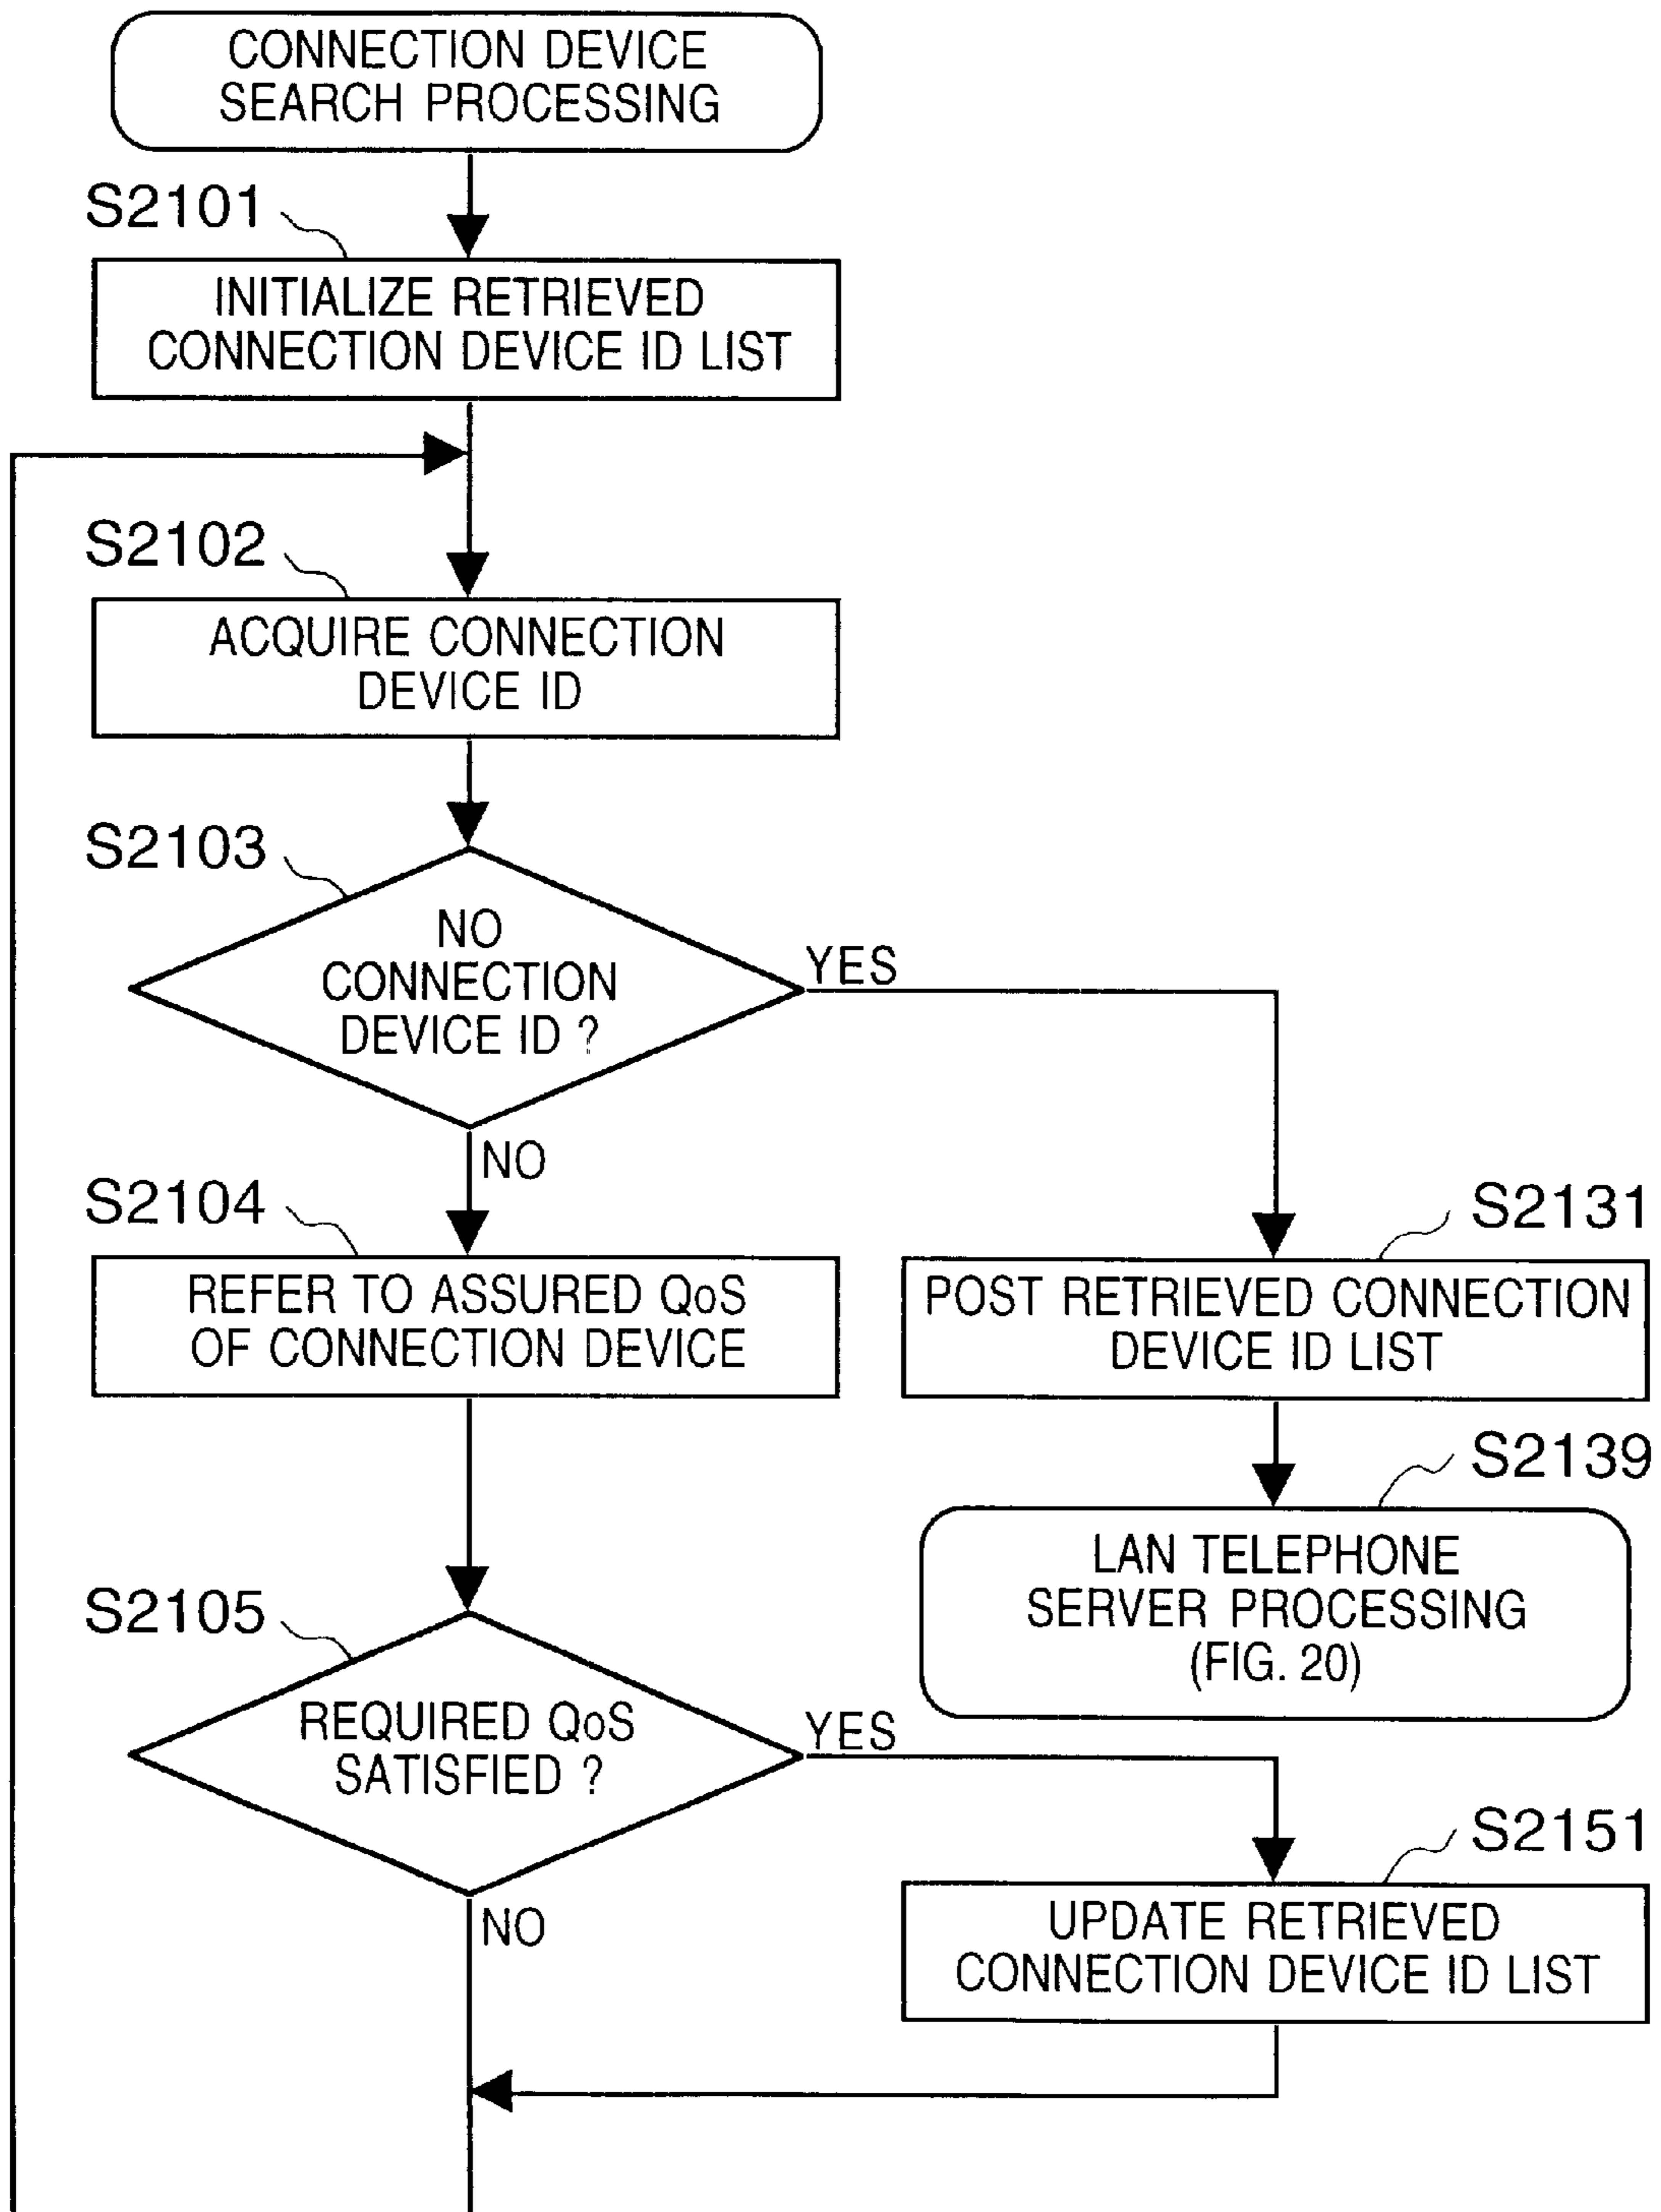 CONNECTION DEVICE
SEARCH PROCESSING
S2101
INITIALIZE RETRIEVED
CONNECTION DEVICE ID LIST
S2102
ACQUIRE CONNECTION
DEVICE ID
S2103
NO
CONNECTION
DEVICE ID ?
YES
NO
S2104
REFER TO ASSURED QoS
OF CONNECTION DEVICE
S2131
POST RETRIEVED CONNECTION
DEVICE ID LIST
S2139
LAN TELEPHONE
SERVER PROCESSING
(FIG. 20)
S2105
REQUIRED QoS
SATISFIED ?
YES
NO
S2151
UPDATE RETRIEVED
CONNECTION DEVICE ID LIST